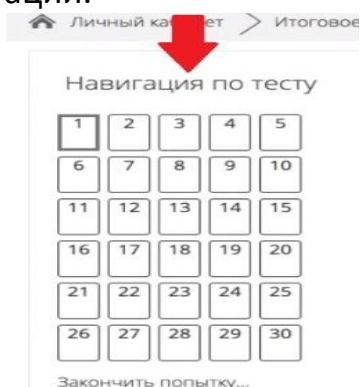 ации.
Личный ка ет > Итоговое
Навигация по тесту
1 2 3 4 5
6 7 8 9 10
11 12 13 14 15
16 17 18 19 20
21 22 23 24 25
26 27 28 29 30
Закончить попытку...